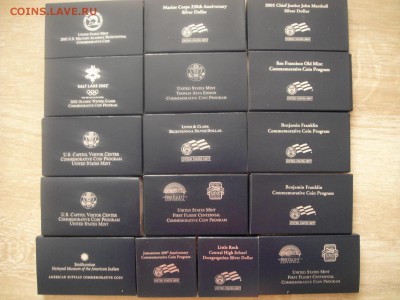 COINS.ЛАВЕ.RU
UNITED STATES MINT
2002 U.S. MILITARY ACADEMY BICENTENNIAL
COMMEMORATIVE COIN
Marine Corps 230th Anniversary
Silver Dollar
2005 Chief Justice John Marshall
Silver Dollar
SALT LAKE 2002
2002 OLYMPIC WINTER GAMES
COMMEMORATIVE COIN PROGRAM
UNITED STATES MINT
THOMAS ALVA EDISON
COMMEMORATIVE COIN PROGRAM
San Francisco Old Mint
Commemorative Coin Program
U.S. CAPITOL VISITOR CENTER
COMMEMORATIVE COIN PROGRAM
UNITED STATES MINT
LEWIS & CLARK
BICENTENNIAL SILVER DOLLAR
Benjamin Franklin
Commemorative Coin Program
U.S. CAPITOL VISITOR CENTER
COMMEMORATIVE COIN PROGRAM
UNITED STATES MINT
UNITED STATES MINT
FIRST FLIGHT CENTENNIAL
COMMEMORATIVE COIN PROGRAM
Benjamin Franklin
Commemorative Coin Program
Smithsonian
National Museum of the American Indian
AMERICAN BUFFALO COMMEMORATIVE COIN
Jamestown 400th Anniversary
Commemorative Coin Program
Little Rock
Central High School
Desegregation Silver Dollar
UNITED STATES MINT
FIRST FLIGHT CENTENNIAL
COMMEMORATIVE COIN PROGRAM